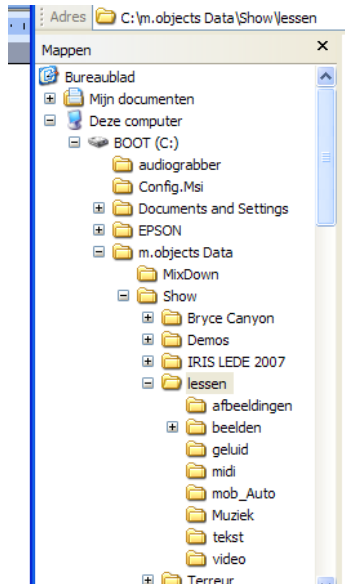 Adres C:\m.objects Data\Show\lessen
Mappen
Bureaublad
Mijn documenten
Deze computer
BOOT (C:)
audiograbber
Config.Msi
Documents and Settings
EPSON
m.objects Data
MixDown
Show
Bryce Canyon
Demos
IRIS LEDE 2007
lessen
afbeeldingen
beelden
geluid
midi
mob_Auto
Muziek
tekst
video
Terreur